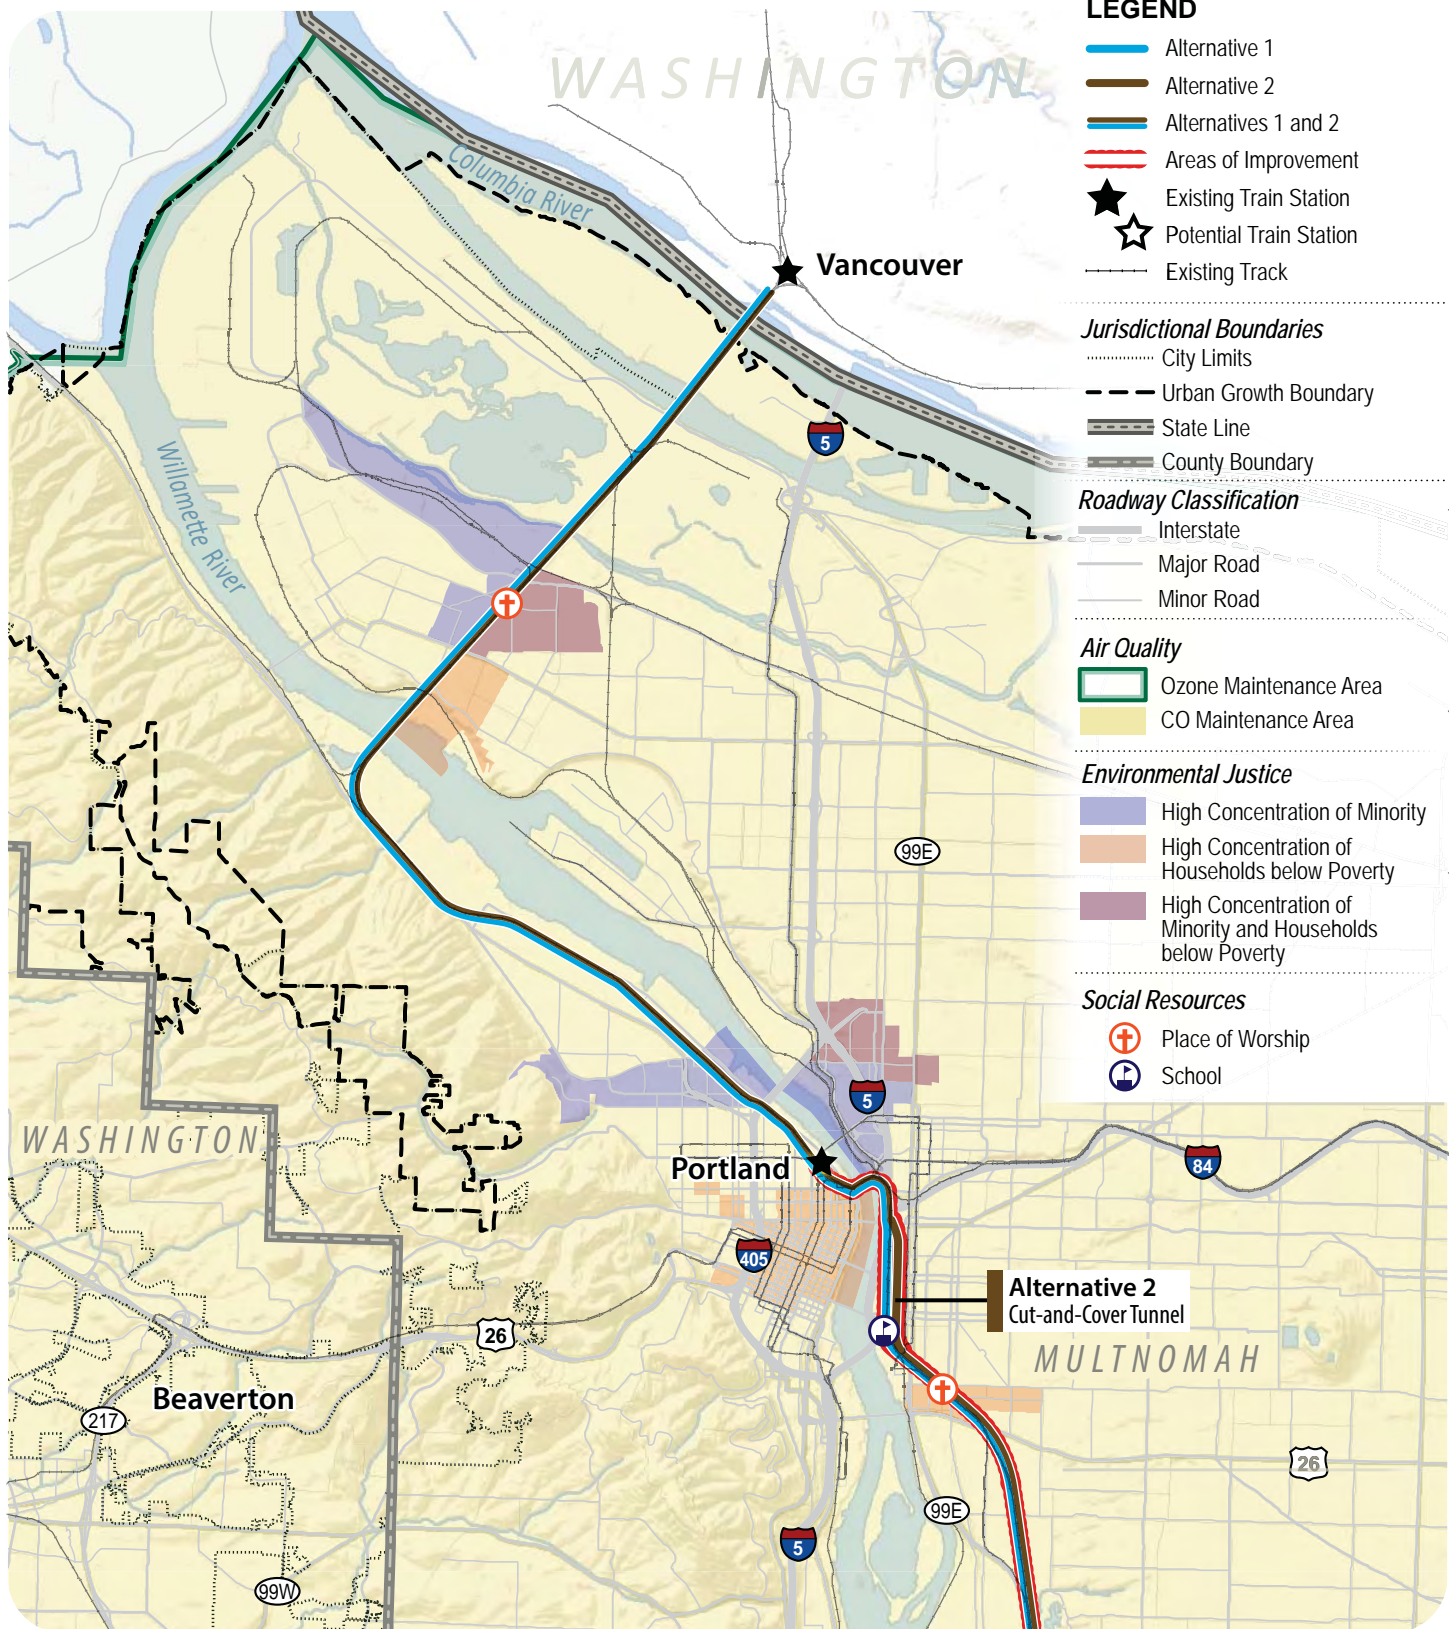 WASHINGTON
Columbia River
Vancouver
5
Willamette River
99E
5
WASHINGTON
Portland
84
405
Alternative 2
Cut-and-Cover Tunnel
26
MULTNOMAH
Beaverton
217
26
99E
5
99W
LEGEND
Alternative 1
Alternative 2
Alternatives 1 and 2
Areas of Improvement
Existing Train Station
Potential Train Station
Existing Track
Jurisdictional Boundaries
City Limits
Urban Growth Boundary
State Line
County Boundary
Roadway Classification
Interstate
Major Road
Minor Road
Air Quality
Ozone Maintenance Area
CO Maintenance Area
Environmental Justice
High Concentration of Minority
High Concentration of
Households below Poverty
High Concentration of
Minority and Households
below Poverty
Social Resources
Place of Worship
School